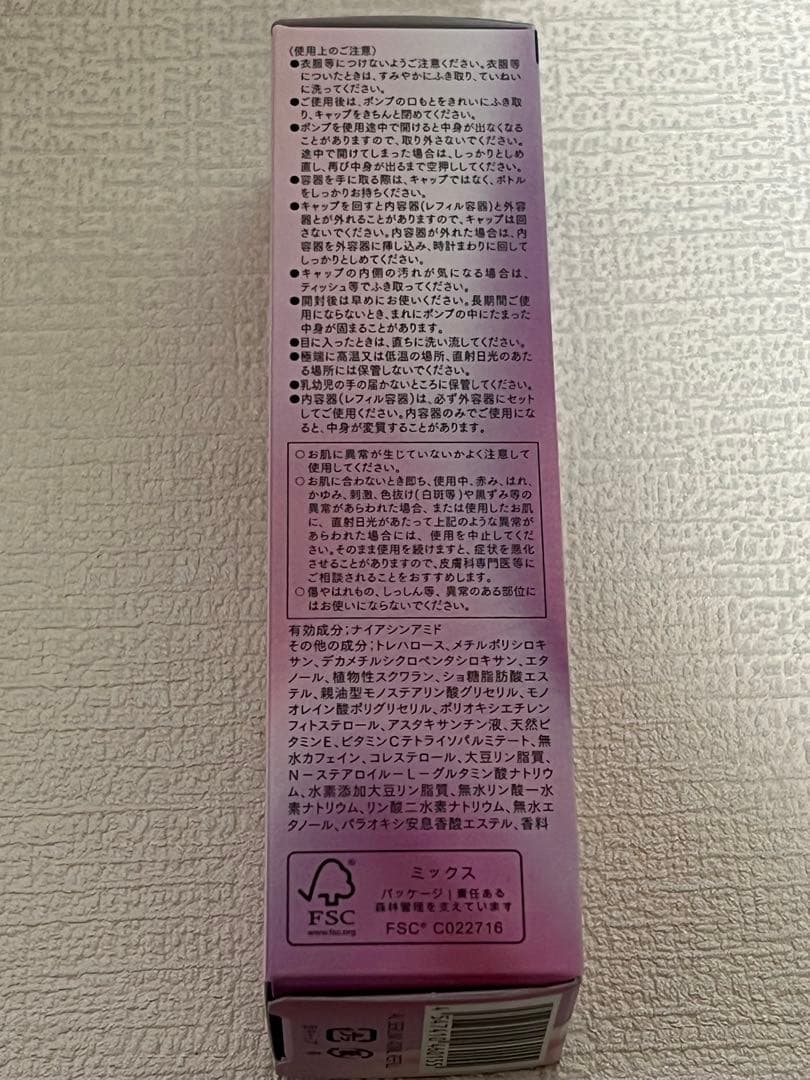 〈使用上のご注意〉
●衣服等につけないようご注意ください。衣服等
についたときは、すみやかにふき取り、ていねい
に洗ってください。
●ご使用後は、ポンプの口もとをきれいにふき取
り、キャップをきちんと閉めてください。
●ポンプを使用途中で開けると中身が出なくなる
ことがありますので、取り外さないでください。
途中で開けてしまった場合は、しっかりとしめ
直し、再び中身が出るまで空押ししてください。
●容器を手に取る際は、キャップではなく、ボトル
をしっかりお持ちください。
●キャップを回すと内容器(レフィル容器)と外容
器とが外れることがありますので、キャップは回
さないでください。内容器が外れた場合は、内
容器を外容器に挿し込み、時計まわりに回して
しっかりとしめてください。
●キャップの内側の汚れが気になる場合は、
ティッシュ等でふき取ってください。
●開封後は早めにお使いください。長期間ご使
用にならないとき、まれにポンプの中にたまった
中身が固まることがあります。
●目に入ったときは、直ちに洗い流してください。
●極端に高温又は低温の場所、直射日光のあた
る場所には保管しないでください。
●乳幼児の手の届かないところに保管してください。
●内容器(レフィル容器)は、必ず外容器にセット
してご使用ください。内容器のみでご使用にな
ると、中身が変質することがあります。
○お肌に異常が生じていないかよく注意して
使用してください。
○お肌に合わないとき即ち、使用中、赤み、はれ、
かゆみ、刺激、色抜け(白斑等)や黒ずみ等の
異常があらわれた場合、または使用したお肌
に、直射日光があたって上記のような異常が
あらわれた場合には、使用を中止してくだ
さい。そのまま使用を続けますと、症状を悪化
させることがありますので、皮膚科専門医等に
ご相談されることをおすすめします。
○傷やはれもの、しっしん等、異常のある部位に
はお使いにならないでください。
有効成分:ナイアシンアミド
その他の成分:トレハロース、メチルポリシロキ
サン、デカメチルシクロペンタシロキサン、エタ
ノール、植物性スクワラン、ショ糖脂肪酸エス
テル、親油型モノステアリン酸グリセリル、モノ
オレイン酸ポリグリセリル、ポリオキシエチレン
フィトステロール、アスタキサンチン液、天然ビ
タミンE、ビタミンCテトライソパルミテート、無
水カフェイン、コレステロール、大豆リン脂質、
N－ステアロイルーL－グルタミン酸ナトリウ
ム、水素添加大豆リン脂質、無水リン酸一水
素ナトリウム、リン酸二水素ナトリウム、無水エ
タノール、パラオキシ安息香酸エステル、香料
ミックス
パッケージ | 責任ある
森林管理を支えています
FSC® C022716
FSC
www.fsc.org